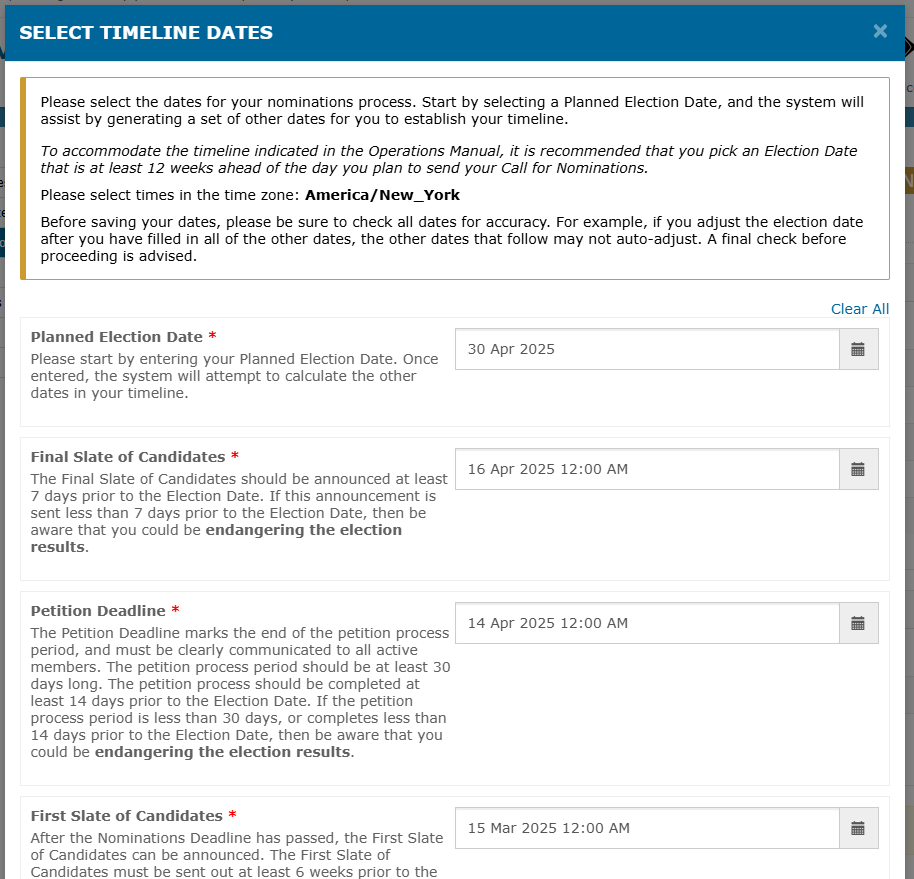 SELECT TIMELINE DATES
×
Please select the dates for your nominations process. Start by selecting a Planned Election Date, and the system will
assist by generating a set of other dates for you to establish your timeline.
To accommodate the timeline indicated in the Operations Manual, it is recommended that you pick an Election Date
that is at least 12 weeks ahead of the day you plan to send your Call for Nominations.
Please select times in the time zone: America/New_York
Before saving your dates, please be sure to check all dates for accuracy. For example, if you adjust the election date
after you have filled in all of the other dates, the other dates that follow may not auto-adjust. A final check before
proceeding is advised.
Clear All
Planned Election Date *
30 Apr 2025
Please start by entering your Planned Election Date. Once
entered, the system will attempt to calculate the other
dates in your timeline.
Final Slate of Candidates *
16 Apr 2025 12:00 AM
The Final Slate of Candidates should be announced at least
7 days prior to the Election Date. If this announcement is
sent less than 7 days prior to the Election Date, then be
aware that you could be endangering the election
results.
Petition Deadline *
14 Apr 2025 12:00 AM
The Petition Deadline marks the end of the petition process
period, and must be clearly communicated to all active
members. The petition process period should be at least 30
days long. The petition process should be completed at
least 14 days prior to the Election Date. If the petition
process period is less than 30 days, or completes less than
14 days prior to the Election Date, then be aware that you
could be endangering the election results.
First Slate of Candidates *
15 Mar 2025 12:00 AM
After the Nominations Deadline has passed, the First Slate
of Candidates can be announced. The First Slate of
Candidates must be sent out at least 6 weeks prior to the